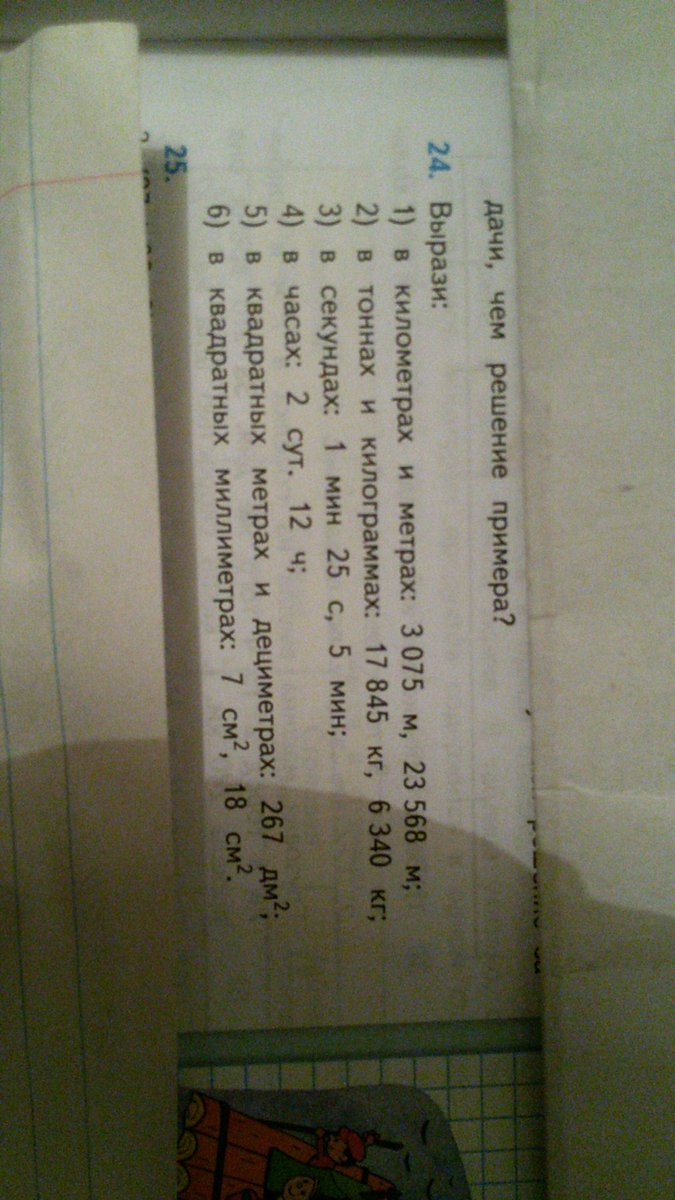 дачи, чем решение примера?
24. Вырази:
1) в километрах и метрах: 3 075 м, 23 568 м;
2) в тоннах и килограммах: 17 845 кг, 6 340 кг;
3) в секундах: 1 мин 25 с, 5 мин;
4) в часах: 2 сут. 12 ч;
5) в квадратных метрах и дециметрах: 267 дм²;
6) в квадратных миллиметрах: 7 см², 18 см².
25.